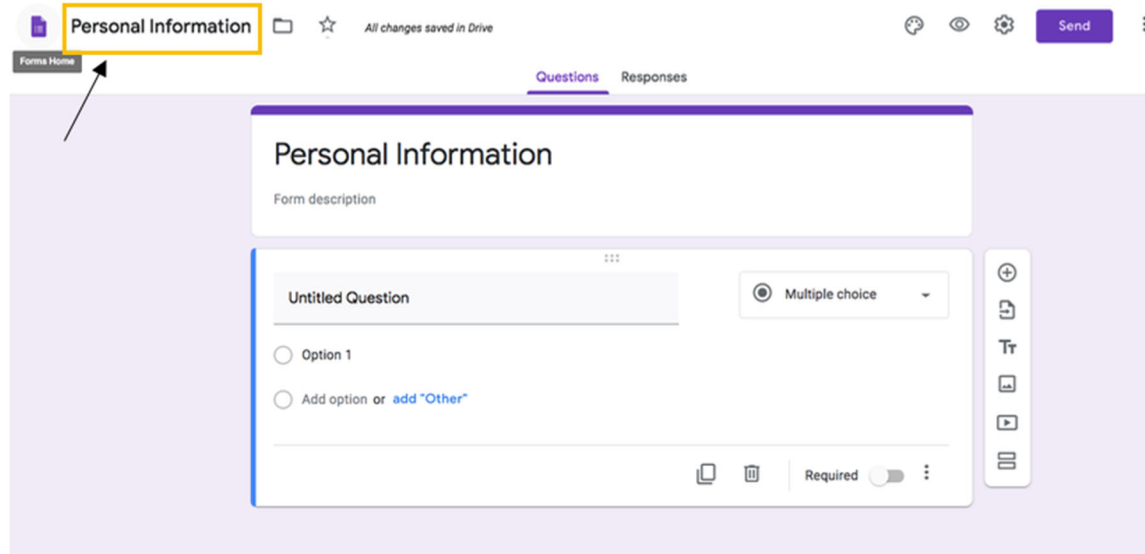 Personal Information
All changes saved in Drive
Send
Forms Home
Questions Responses
Personal Information
Form description
Untitled Question
Multiple choice
Option 1
Add option or add "Other"
Tт
Required